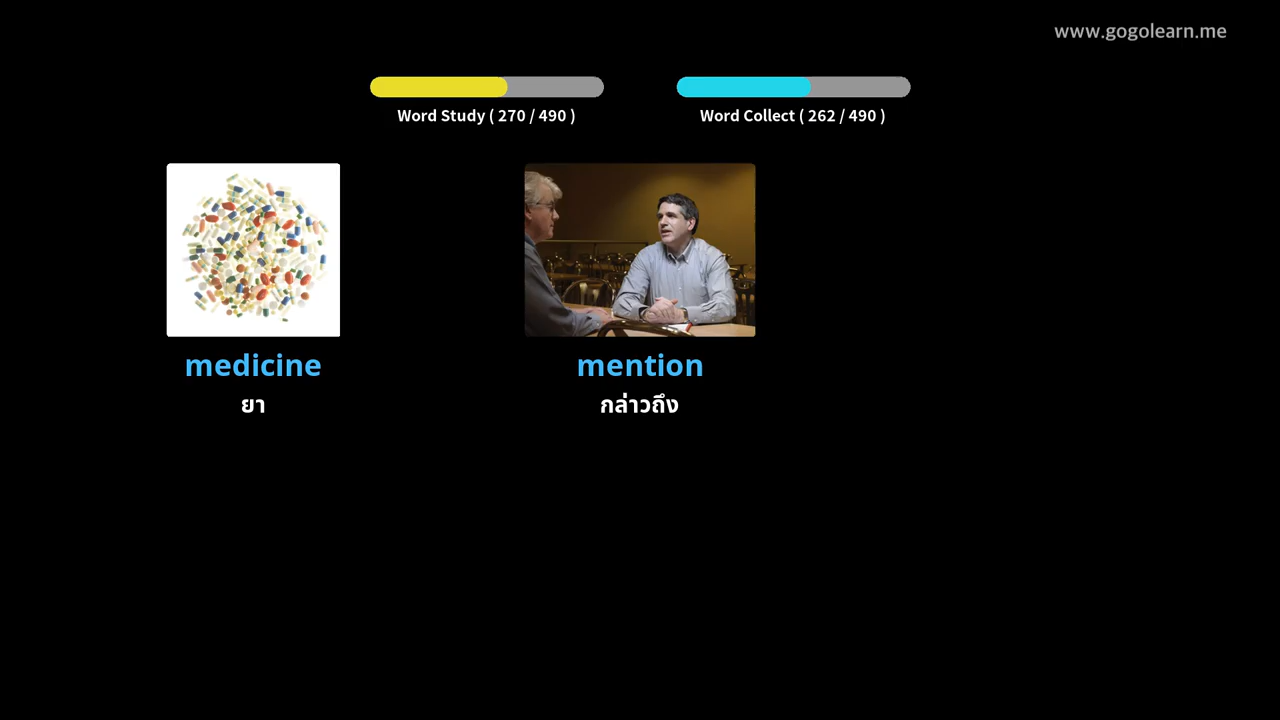 www.gogolearn.me
Word Study ( 270 / 490 )
Word Collect ( 262 / 490 )
medicine
ยา
mention
กล่าวถึง